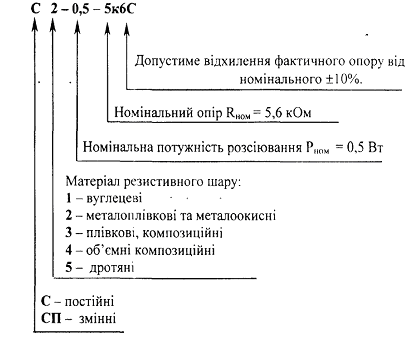 С 2 – 0,5 – 5к6С
Допустиме відхилення фактичного опору від
номінального ±10%.
Номінальний опір Rном = 5,6 кОм
Номінальна потужність розсіювання Рном = 0,5 Вт
Матеріал резистивного шару:
1 – вуглецеві
2 – металоплівкові та металоокисні
3 – плівкові, композиційні
4 – об’ємні композиційні
5 – дротяні
С – постійні
СП – змінні